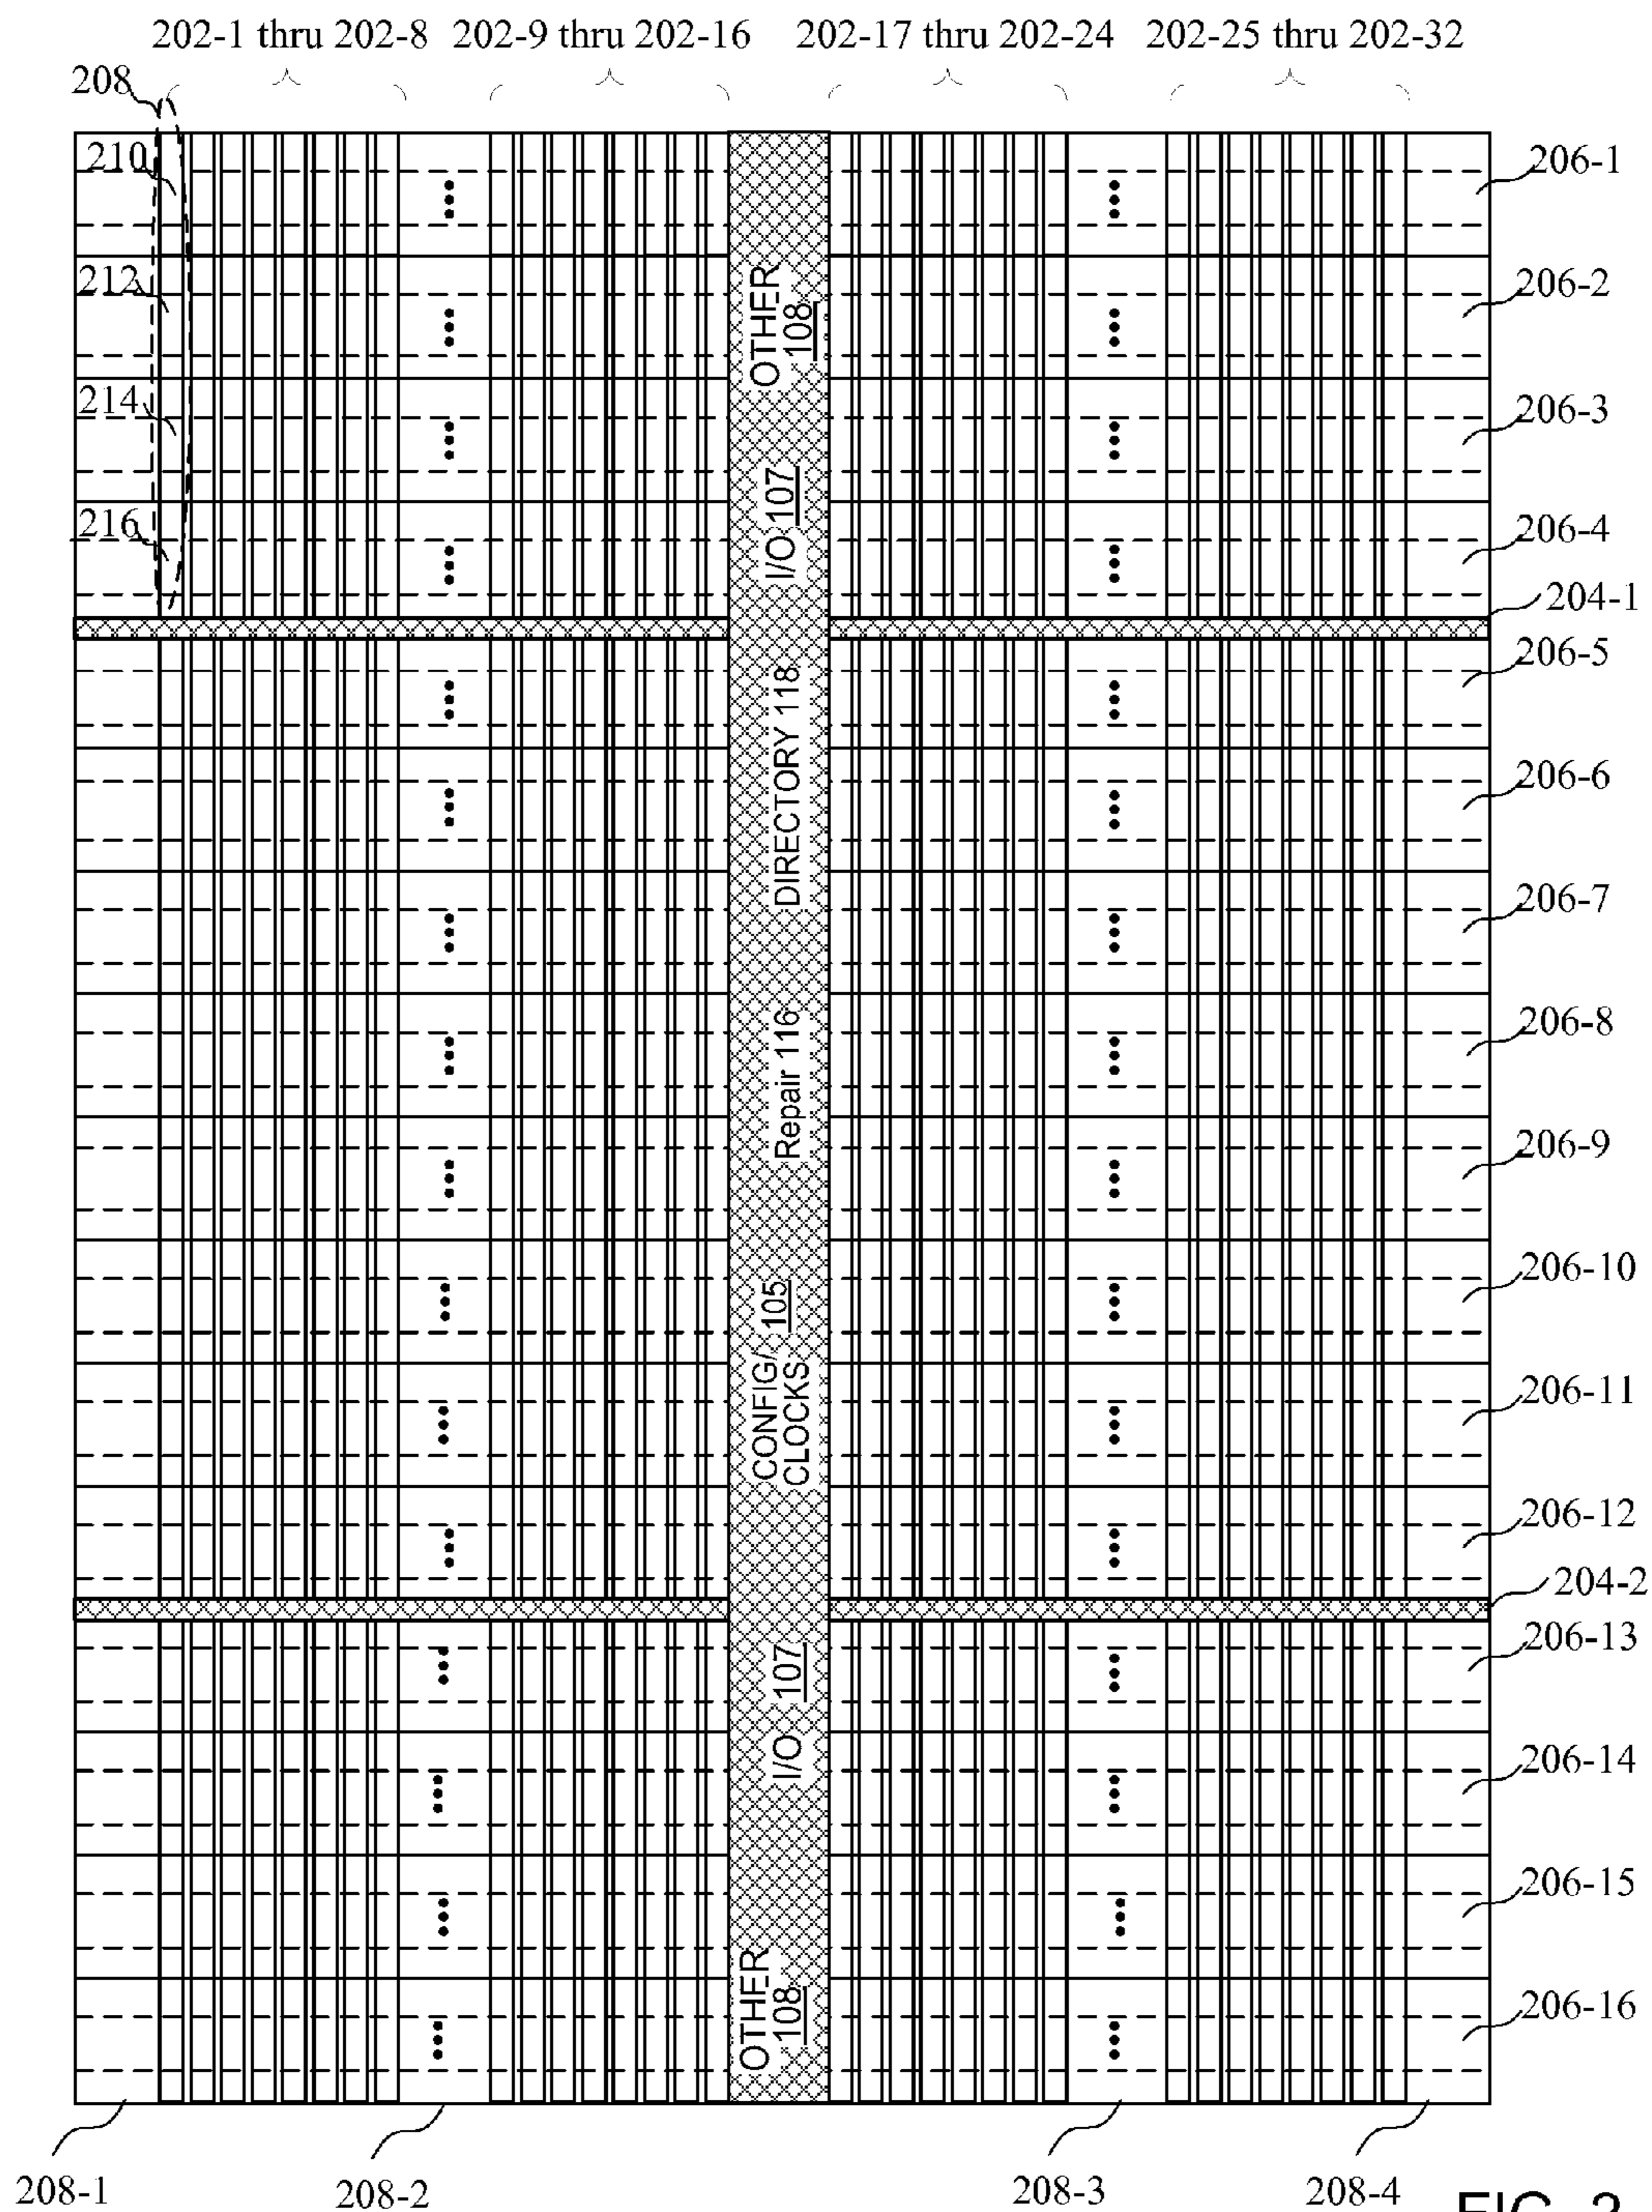 202-1 thru 202-8 202-9 thru 202-16 202-17 thru 202-24 202-25 thru 202-32
208
210
212
214
216
206-1
206-2
206-3
206-4
204-1
206-5
206-6
206-7
206-8
206-9
206-10
206-11
206-12
204-2
206-13
206-14
206-15
206-16
OTHER
108
I/O 107
DIRECTORY 118
Repair 116
CONFIG/ 105
CLOCKS
I/O 107
OTHER
108
208-1 208-2 208-3 208-4